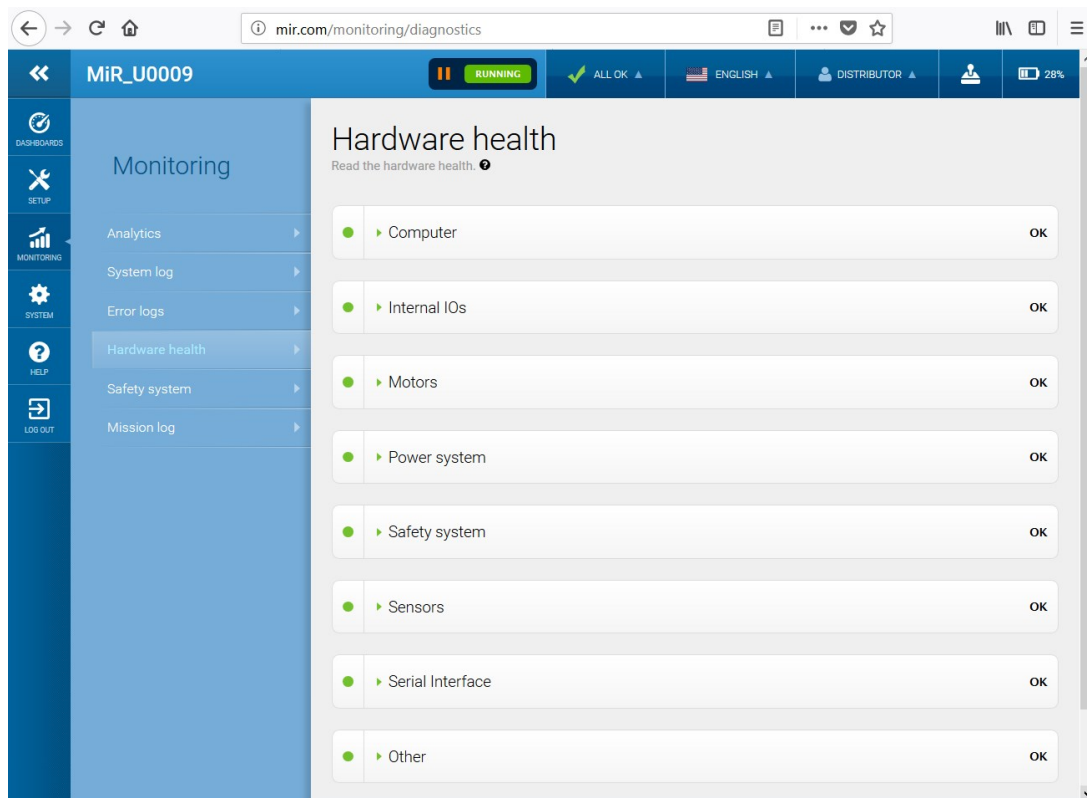 mir.com/monitoring/diagnostics
MiR_U0009
RUNNING
ALL OK
ENGLISH
DISTRIBUTOR
28%
DASHBOARDS
SETUP
MONITORING
SYSTEM
HELP
LOG OUT
Monitoring
Analytics
System log
Error logs
Hardware health
Safety system
Mission log
Hardware health
Read the hardware health. ?
Computer OK
Internal IOs OK
Motors OK
Power system OK
Safety system OK
Sensors OK
Serial Interface OK
Other OK